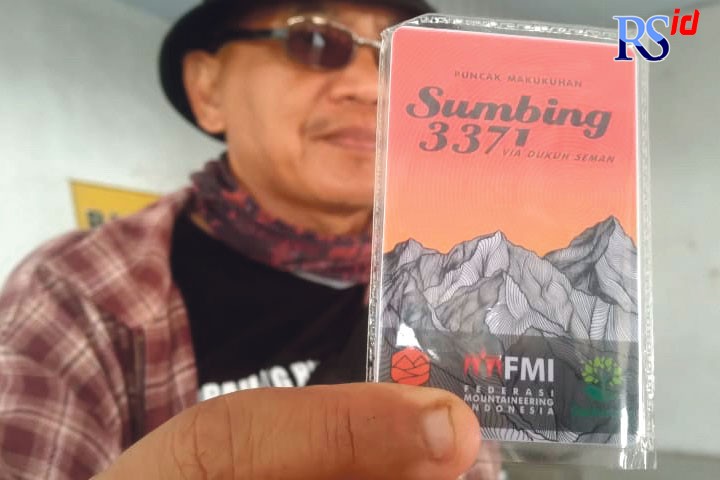 RSid
PUNCAK MAKUKUHAN
Sumbing
3371
VIA DUKUH SEMAN
FMI
FEDERASI
MOUNTAINEERING
INDONESIA